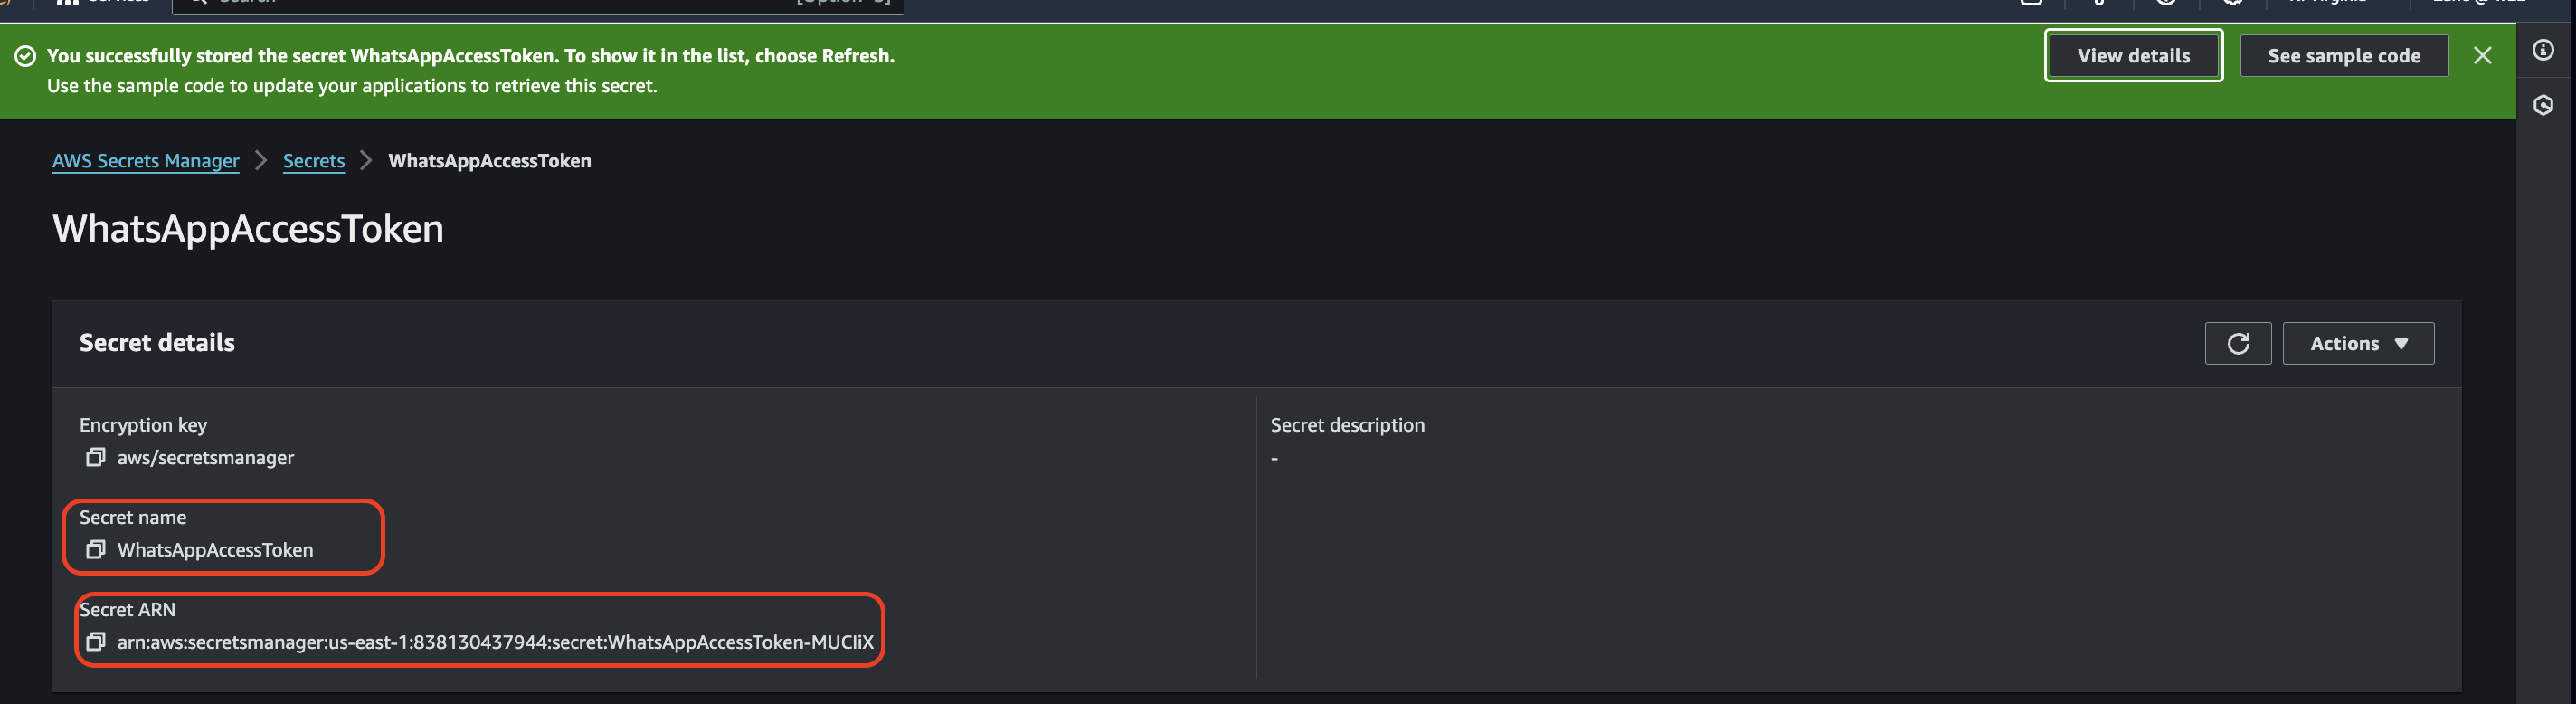 You successfully stored the secret WhatsAppAccessToken. To show it in the list, choose Refresh.
Use the sample code to update your applications to retrieve this secret.
View details
See sample code
AWS Secrets Manager
Secrets
WhatsAppAccessToken
WhatsAppAccessToken
Secret details
Actions
Encryption key
aws/secretsmanager
Secret description
-
Secret name
WhatsAppAccessToken
Secret ARN
arn:aws:secretsmanager:us-east-1:838130437944:secret:WhatsAppAccessToken-MUCIiX